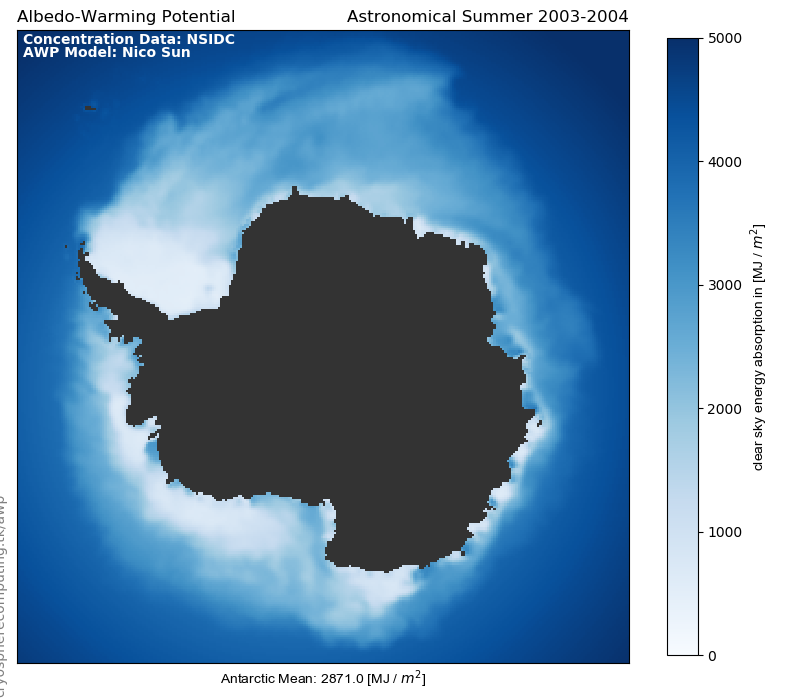 Albedo-Warming Potential
Astronomical Summer 2003-2004
Concentration Data: NSIDC
AWP Model: Nico Sun
5000
4000
3000
2000
1000
0
clear sky energy absorption in [MJ / m²]
cryospherecomputing.tk/awp
Antarctic Mean: 2871.0 [MJ / m²]